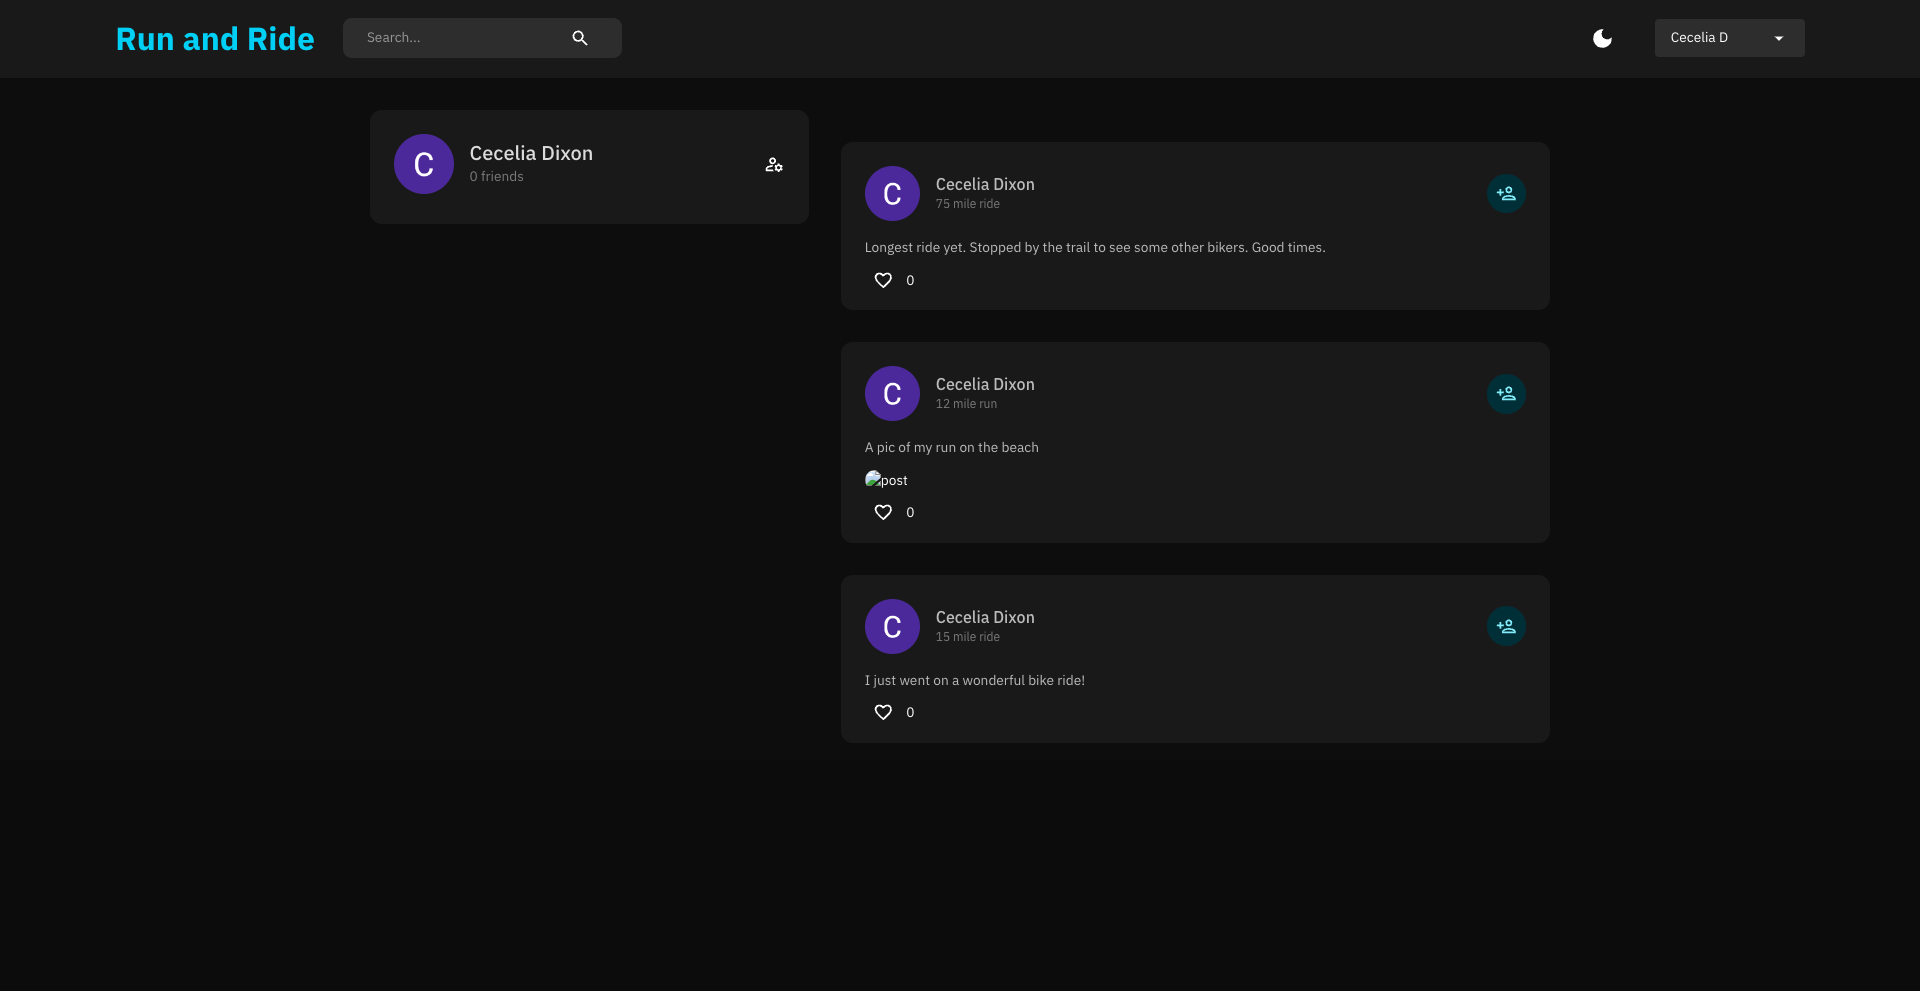 Run and Ride
Search...
Cecelia D
C
Cecelia Dixon
0 friends
C
Cecelia Dixon
75 mile ride
Longest ride yet. Stopped by the trail to see some other bikers. Good times.
0
C
Cecelia Dixon
12 mile run
A pic of my run on the beach
post
0
C
Cecelia Dixon
15 mile ride
I just went on a wonderful bike ride!
0